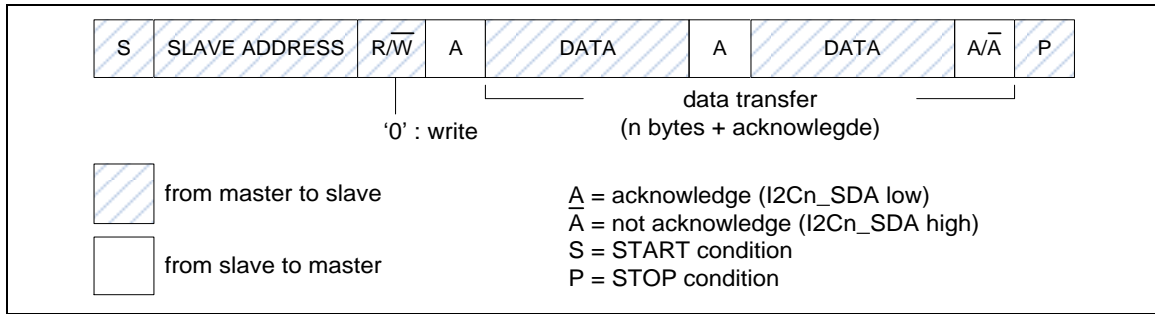 S SLAVE ADDRESS R/W̅ A DATA A DATA A/A̅ P
data transfer
'0' : write
(n bytes + acknowlegde)
from master to slave
from slave to master
A = acknowledge (I2Cn_SDA low)
A̅ = not acknowledge (I2Cn_SDA high)
S = START condition
P = STOP condition